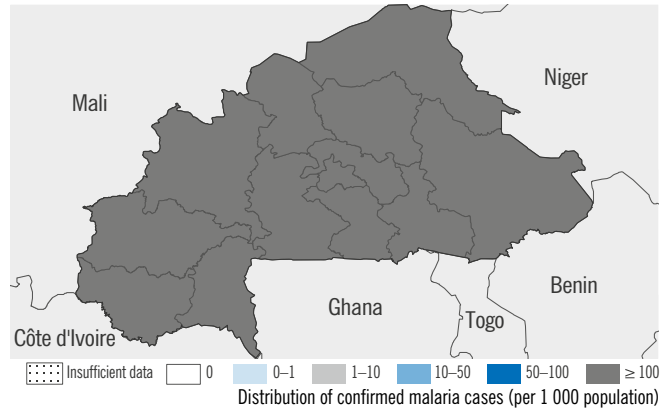 Niger
Mali
Benin
Ghana
Togo
Côte d'Ivoire
Insufficient data 0 0–1 1–10 10–50 50–100 ≥ 100
Distribution of confirmed malaria cases (per 1 000 population)